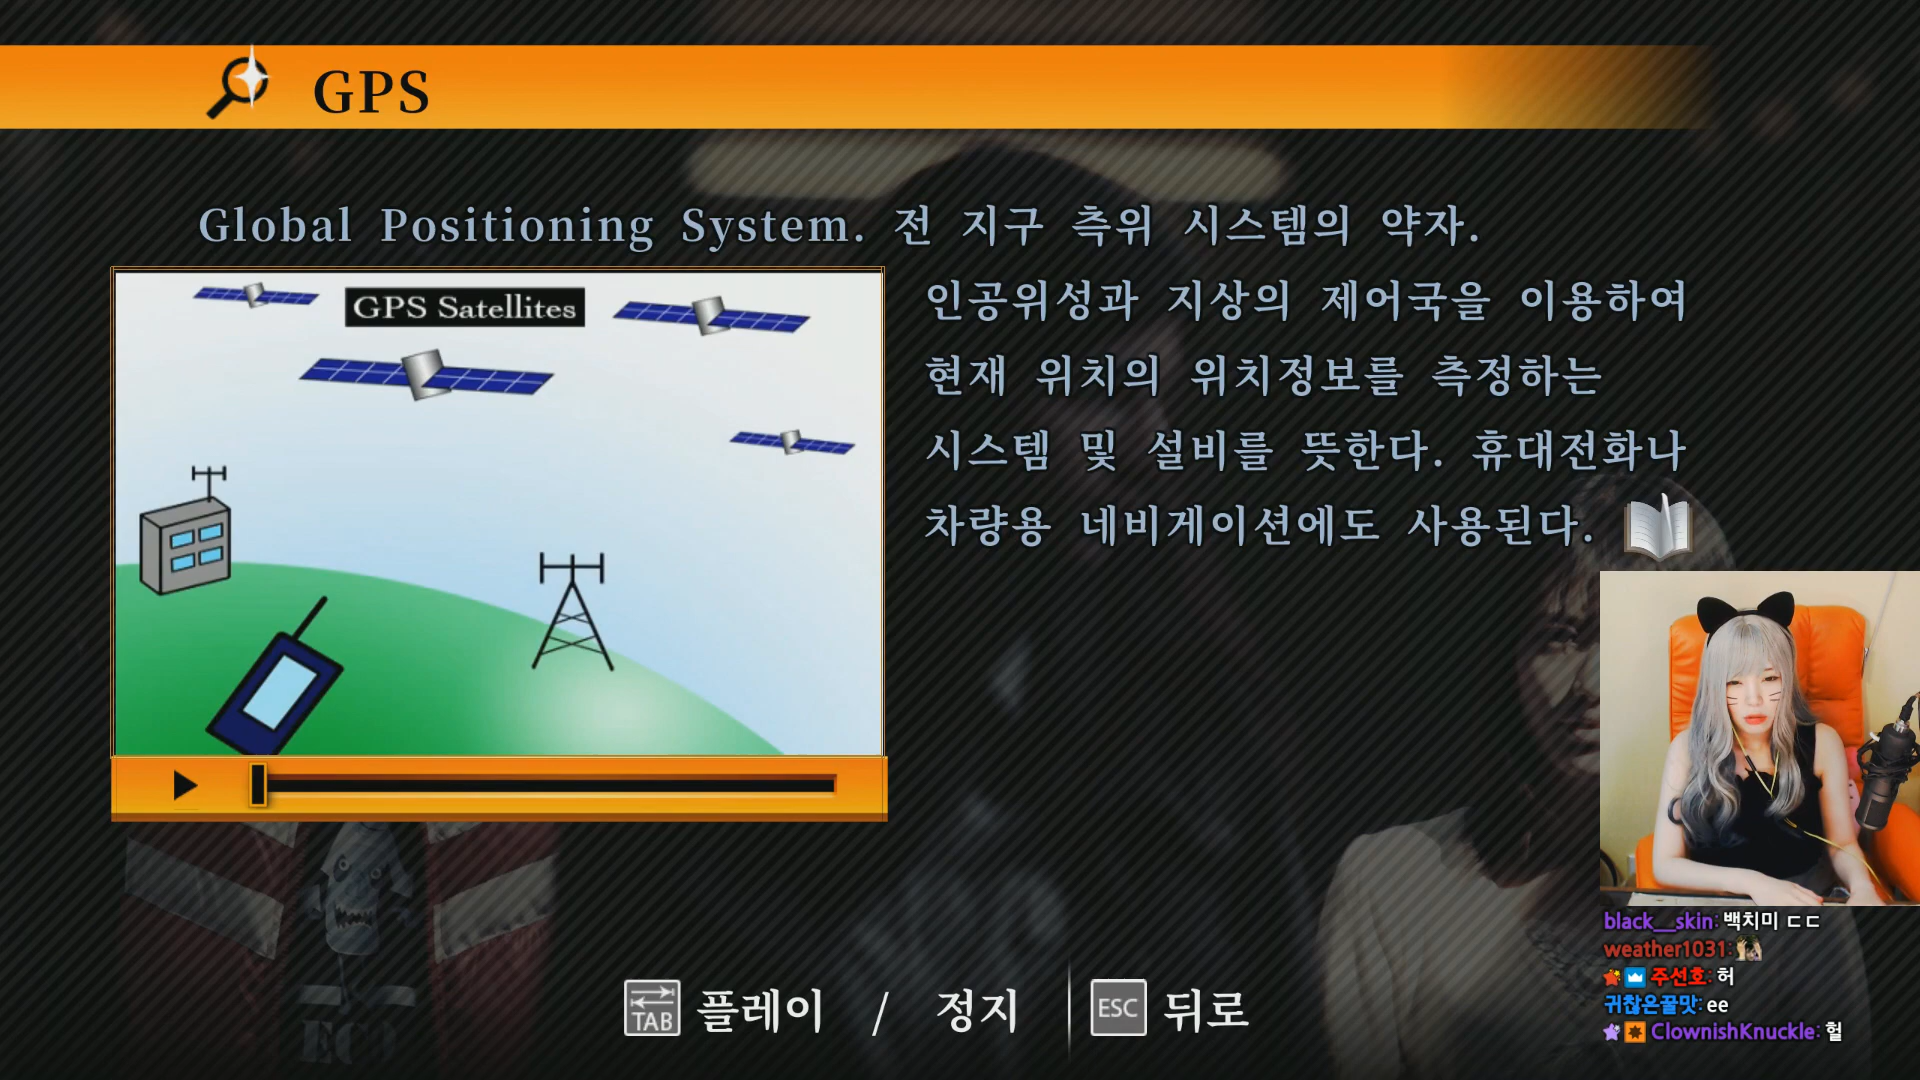 GPS
Global Positioning System. 전 지구 측위 시스템의 약자.
GPS Satellites
인공위성과 지상의 제어국을 이용하여
현재 위치의 위치정보를 측정하는
시스템 및 설비를 뜻한다. 휴대전화나
차량용 네비게이션에도 사용된다.
black__skin: 백치미 ㄷㄷ
weather1031:
주선호: 허
귀찮은꿀맛: ee
ClownishKnuckle: 헐
TAB 플레이 / 정지 ESC 뒤로